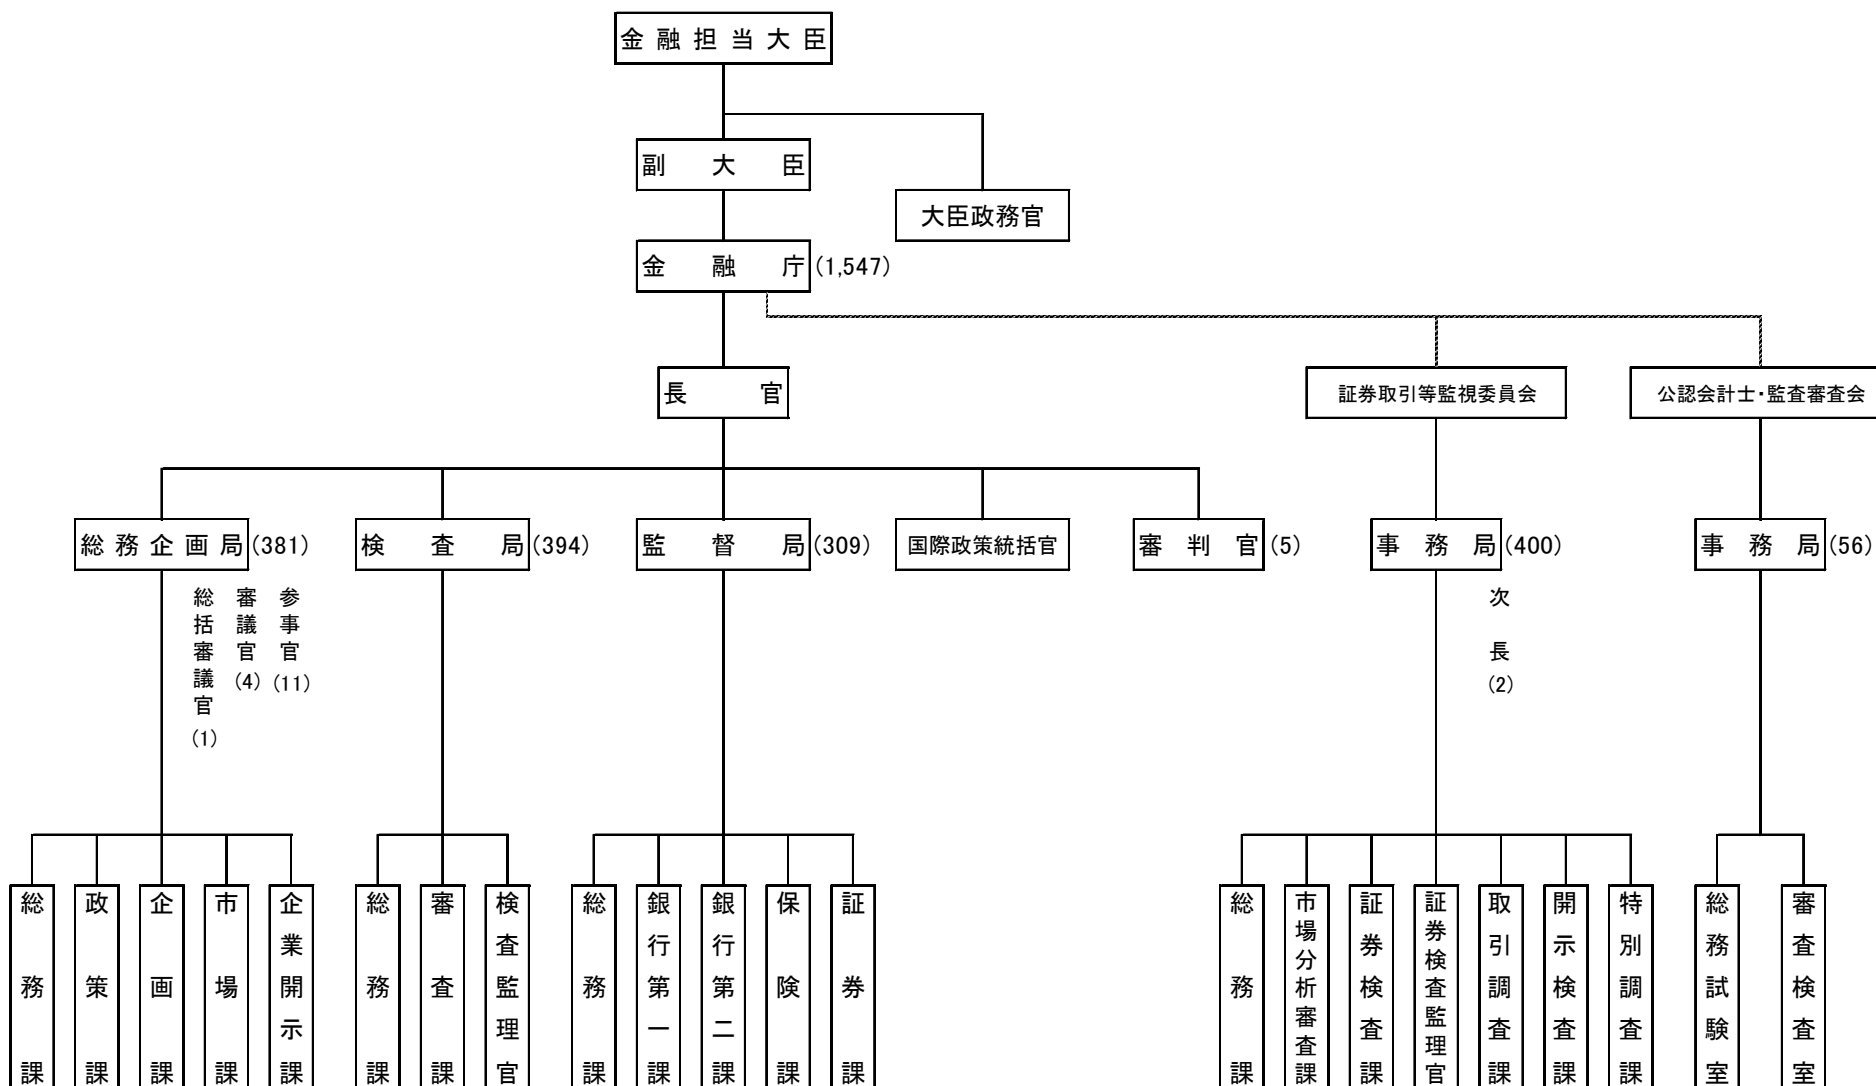 金融担当大臣
副大臣
大臣政務官
金融庁(1,547)
長官
証券取引等監視委員会
公認会計士・監査審査会
総務企画局(381)
検査局(394)
監督局(309)
国際政策統括官
審判官(5)
事務局(400)
事務局(56)
総括審議官(1)
審議官(4)
参事官(11)
次長(2)
総務課
政策課
企画課
市場課
企業開示課
総務課
審査課
検査監理官
総務課
銀行第一課
銀行第二課
保険課
証券課
総務課
市場分析審査課
証券検査課
証券検査監理官
取引調査課
開示検査課
特別調査課
総務試験室
審査検査室